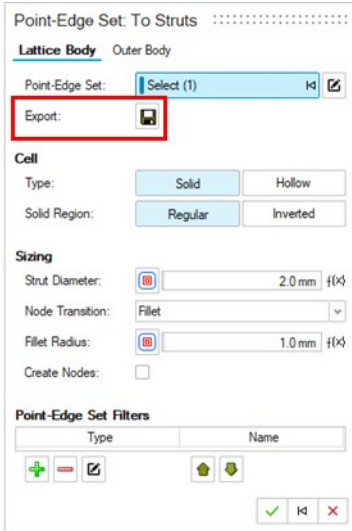 Point-Edge Set: To Struts
Lattice Body Outer Body
Point-Edge Set: Select (1)
Export:
Cell
Type: Solid Hollow
Solid Region: Regular Inverted
Sizing
Strut Diameter: 2.0 mm f(x)
Node Transition: Fillet
Fillet Radius: 1.0 mm f(x)
Create Nodes:
Point-Edge Set Filters
Type Name